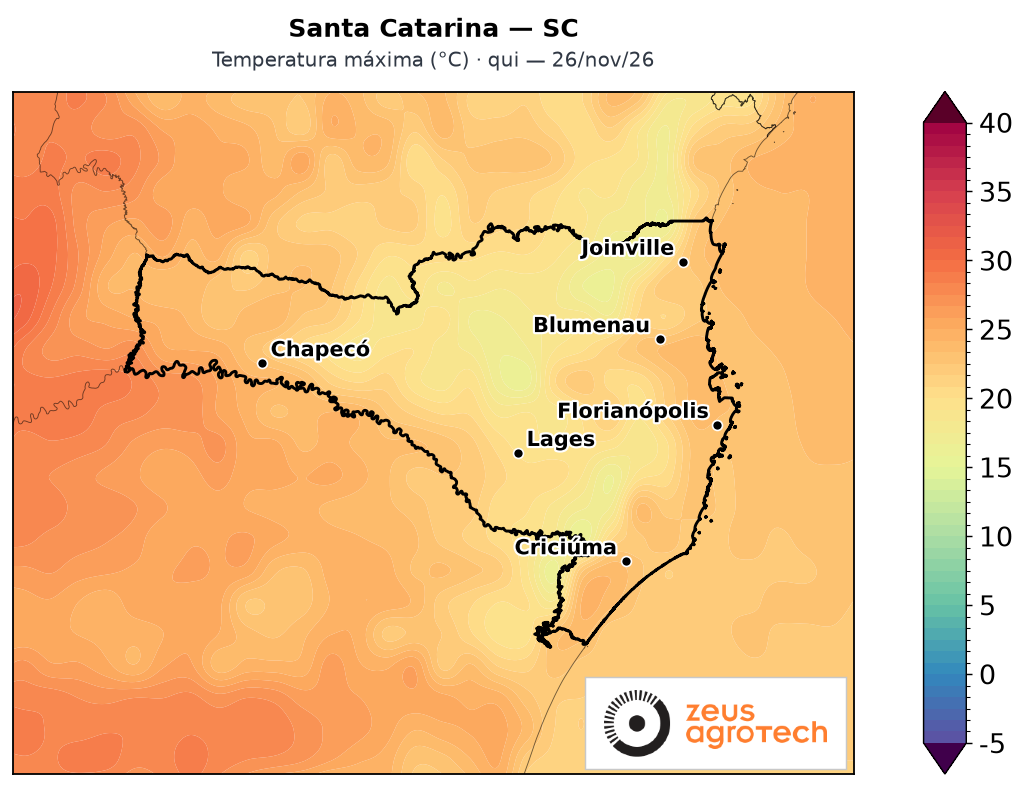 Santa Catarina — SC
Temperatura máxima (°C) · qui — 26/nov/26
Joinville
Blumenau
Chapecó
Florianópolis
Lages
Criciúma
40
35
30
25
20
15
10
5
0
-5
zeus
agrotech